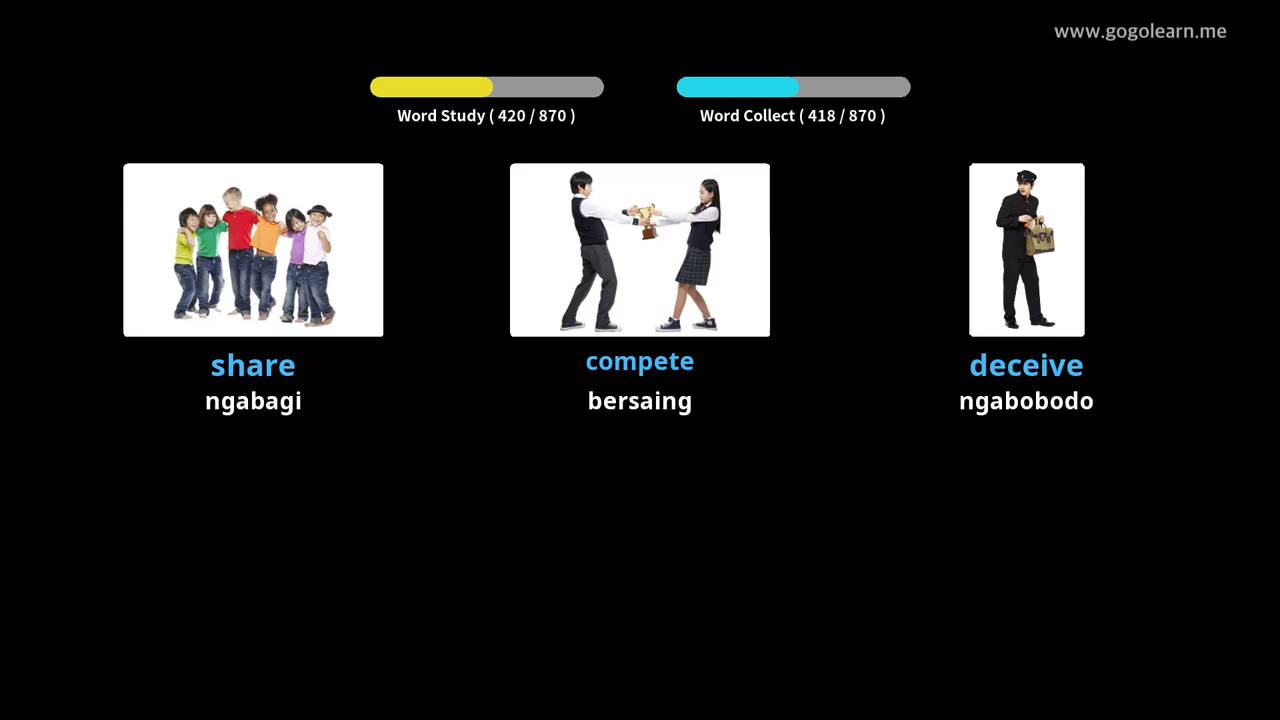 www.gogolearn.me
Word Study ( 420 / 870 )
Word Collect ( 418 / 870 )
share
ngabagi
compete
bersaing
deceive
ngabobodo